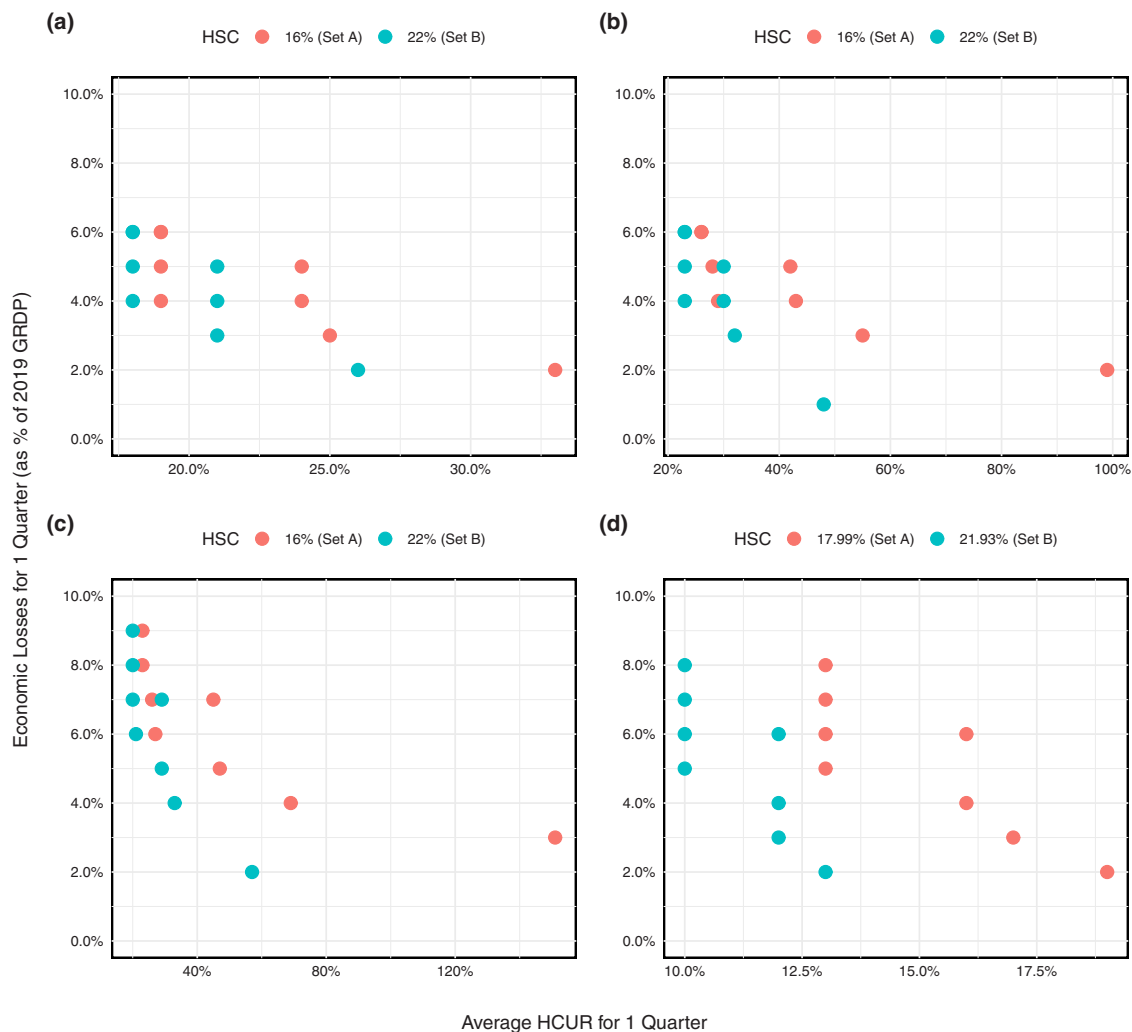 (a)
HSC 16% (Set A) 22% (Set B)
10.0%
8.0%
6.0%
4.0%
2.0%
0.0%
20.0% 25.0% 30.0%
(b)
HSC 16% (Set A) 22% (Set B)
10.0%
8.0%
6.0%
4.0%
2.0%
0.0%
20% 40% 60% 80% 100%
(c)
HSC 16% (Set A) 22% (Set B)
10.0%
8.0%
6.0%
4.0%
2.0%
0.0%
40% 80% 120%
(d)
HSC 17.99% (Set A) 21.93% (Set B)
10.0%
8.0%
6.0%
4.0%
2.0%
0.0%
10.0% 12.5% 15.0% 17.5%
Economic Losses for 1 Quarter (as % of 2019 GRDP)
Average HCUR for 1 Quarter